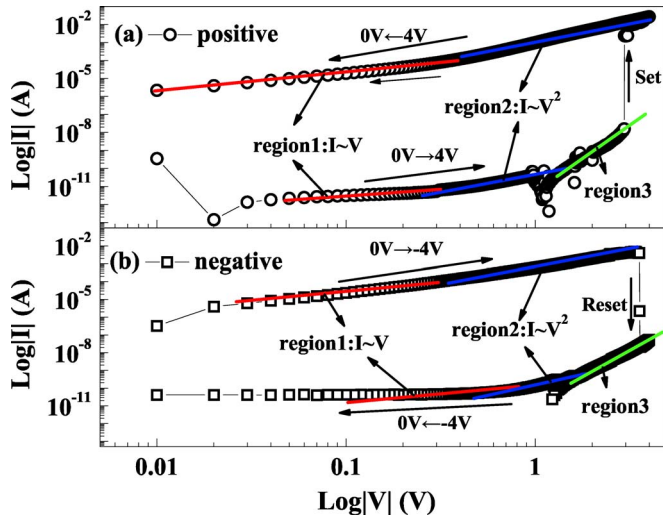 (a) positive
0V←4V
Set
region1:I~V
region2:I~V²
0V→4V
region3
10⁻²
10⁻⁵
10⁻⁸
10⁻¹¹
Log|I| (A)
(b) negative
0V→-4V
Reset
region1:I~V
region2:I~V²
0V←-4V
region3
10⁻²
10⁻⁵
10⁻⁸
10⁻¹¹
Log|I| (A)
0.01 0.1 1
Log|V| (V)